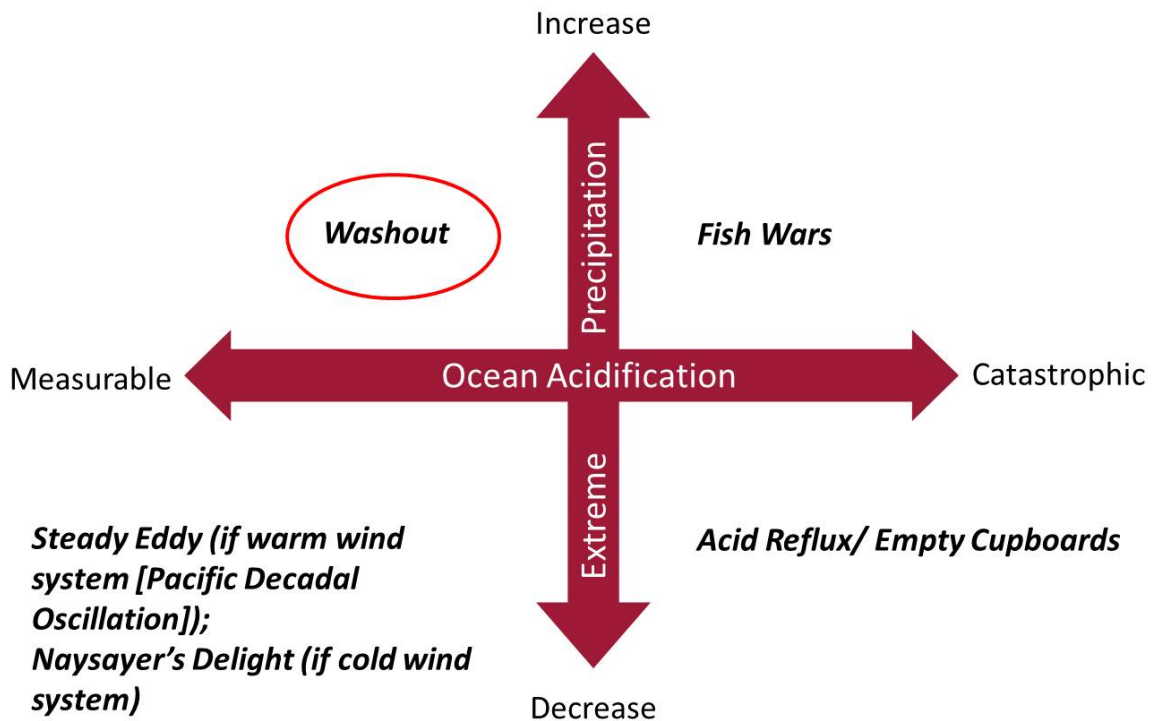 Increase
Precipitation
Washout
Fish Wars
Measurable
Ocean Acidification
Catastrophic
Extreme
Steady Eddy (if warm wind
system [Pacific Decadal
Oscillation]);
Naysayer’s Delight (if cold wind
system)
Acid Reflux/ Empty Cupboards
Decrease